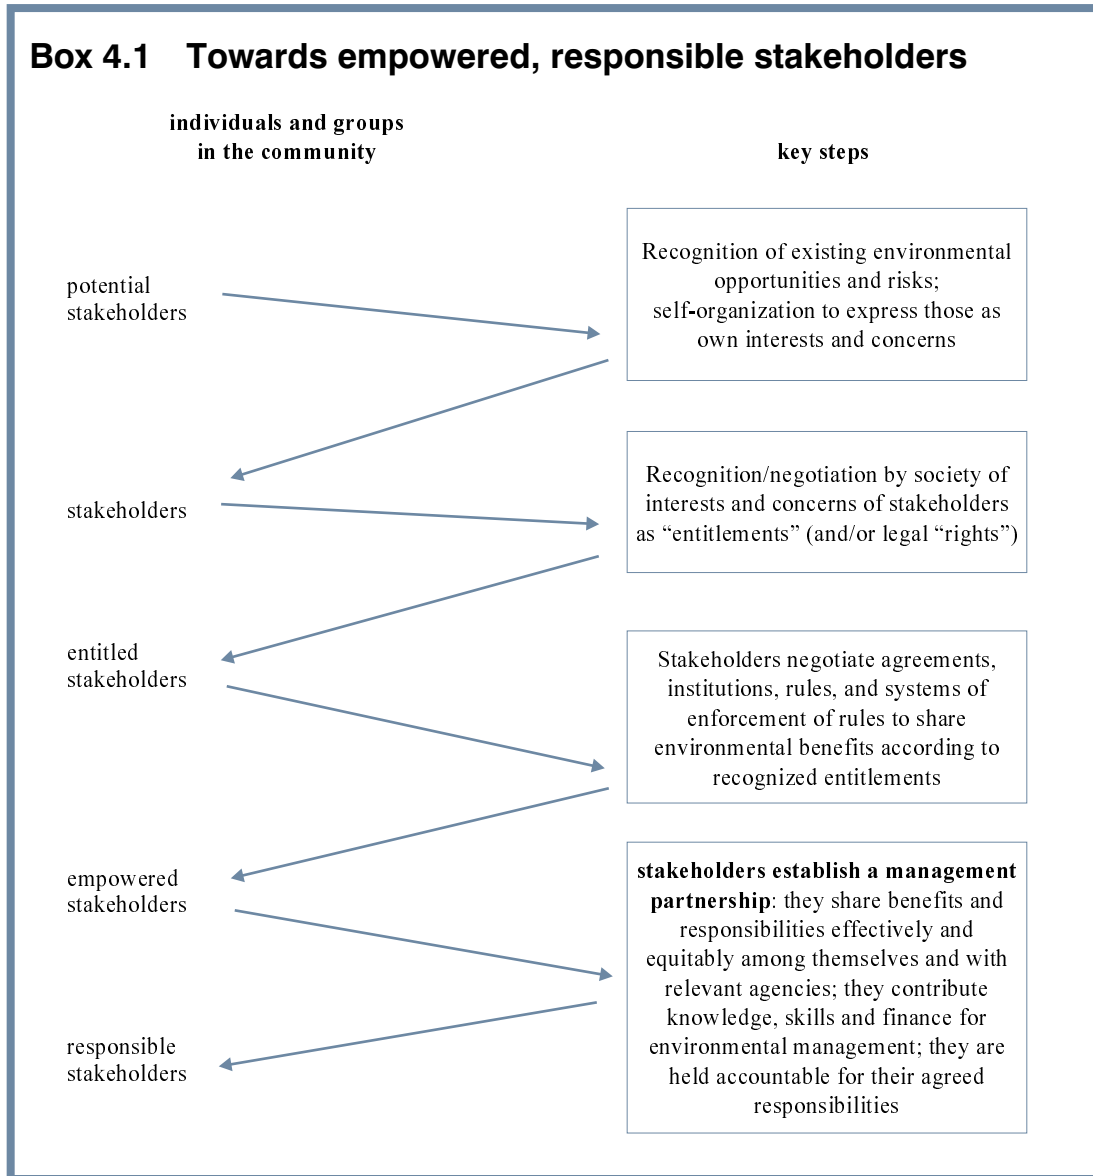 Box 4.1 Towards empowered, responsible stakeholders
individuals and groups
in the community
key steps
potential
stakeholders
Recognition of existing environmental
opportunities and risks;
self-organization to express those as
own interests and concerns
stakeholders
Recognition/negotiation by society of
interests and concerns of stakeholders
as “entitlements” (and/or legal “rights”)
entitled
stakeholders
Stakeholders negotiate agreements,
institutions, rules, and systems of
enforcement of rules to share
environmental benefits according to
recognized entitlements
empowered
stakeholders
stakeholders establish a management
partnership: they share benefits and
responsibilities effectively and
equitably among themselves and with
relevant agencies; they contribute
knowledge, skills and finance for
environmental management; they are
held accountable for their agreed
responsibilities
responsible
stakeholders